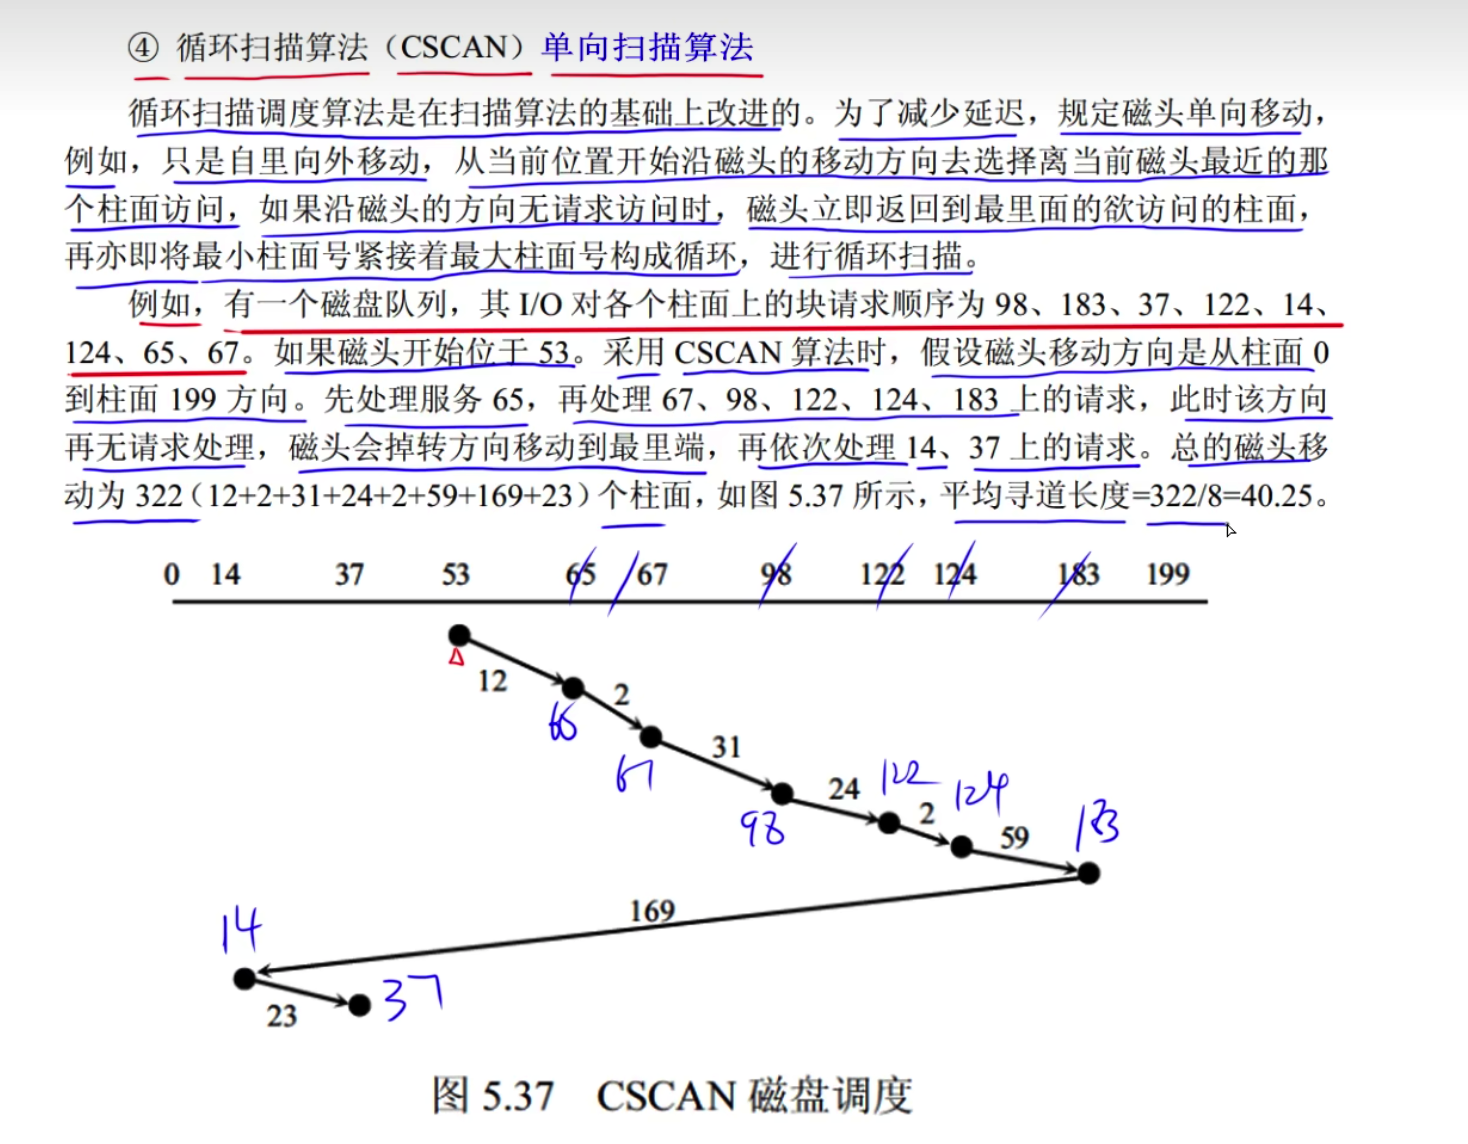 ④ 循环扫描算法（CSCAN）单向扫描算法
循环扫描调度算法是在扫描算法的基础上改进的。为了减少延迟，规定磁头单向移动，
例如，只是自里向外移动，从当前位置开始沿磁头的移动方向去选择离当前磁头最近的那
个柱面访问，如果沿磁头的方向无请求访问时，磁头立即返回到最里面的欲访问的柱面，
再亦即将最小柱面号紧接着最大柱面号构成循环，进行循环扫描。
例如，有一个磁盘队列，其 I/O 对各个柱面上的块请求顺序为 98、183、37、122、14、
124、65、67。如果磁头开始位于 53。采用 CSCAN 算法时，假设磁头移动方向是从柱面 0
到柱面 199 方向。先处理服务 65，再处理 67、98、122、124、183 上的请求，此时该方向
再无请求处理，磁头会掉转方向移动到最里端，再依次处理 14、37 上的请求。总的磁头移
动为 322（12+2+31+24+2+59+169+23）个柱面，如图 5.37 所示，平均寻道长度=322/8=40.25。
0 14 37 53 65 67 98 122 124 183 199
12
2
65
31
67
24
122
2
124
98
59
183
169
14
23
37
图 5.37 CSCAN 磁盘调度